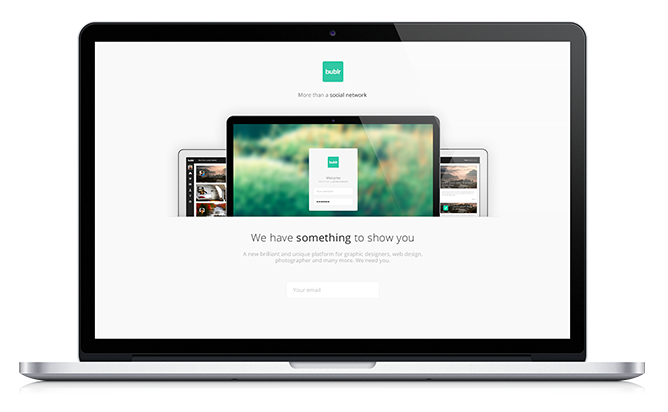 bublr
More than a social network
bublr
Welcome
We have something to show you
A new brilliant and unique platform for graphic designers, web design,
photographer and many more. We need you.
Your email